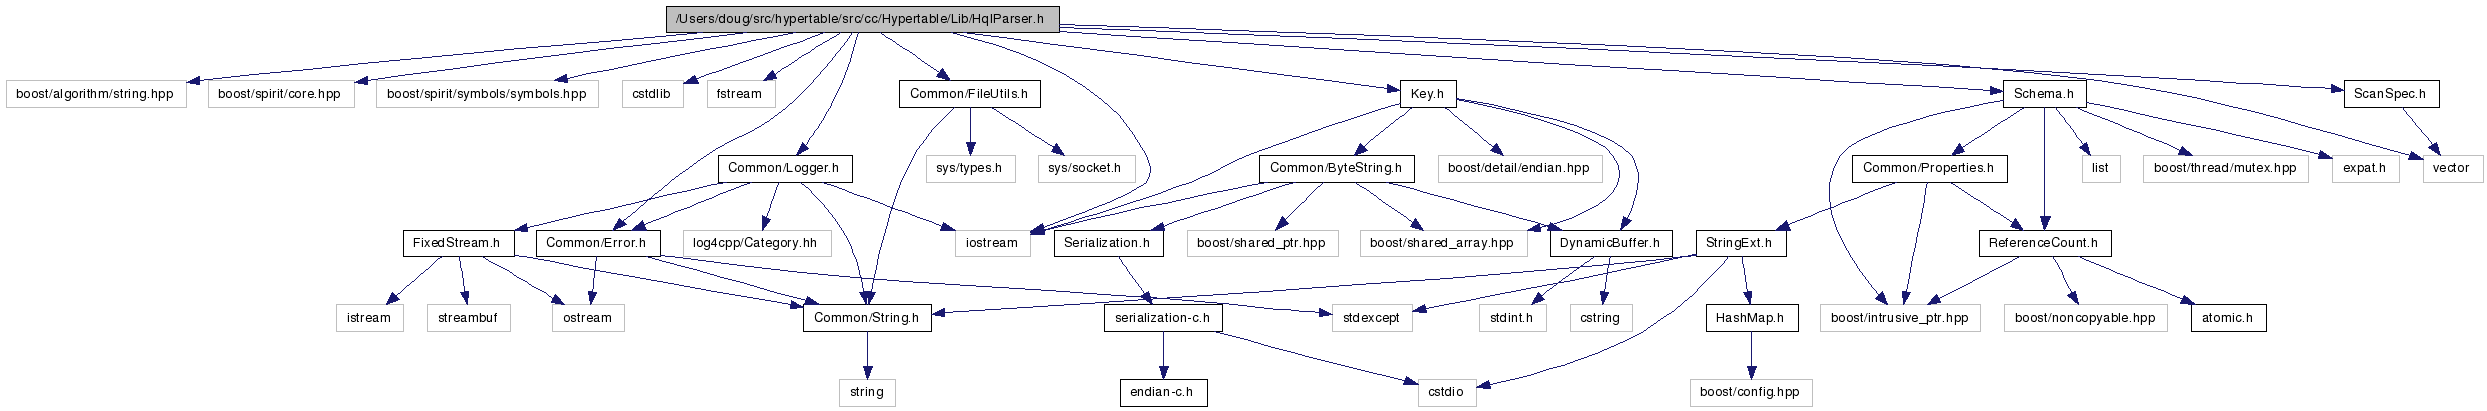 /Users/doug/src/hypertable/src/cc/Hypertable/Lib/HqlParser.h
boost/algorithm/string.hpp
boost/spirit/core.hpp
boost/spirit/symbols/symbols.hpp
cstdlib
fstream
Common/FileUtils.h
Key.h
Schema.h
ScanSpec.h
Common/Logger.h
sys/types.h
sys/socket.h
Common/ByteString.h
boost/detail/endian.hpp
Common/Properties.h
list
boost/thread/mutex.hpp
expat.h
vector
FixedStream.h
Common/Error.h
log4cpp/Category.hh
iostream
Serialization.h
boost/shared_ptr.hpp
boost/shared_array.hpp
DynamicBuffer.h
StringExt.h
ReferenceCount.h
istream
streambuf
ostream
Common/String.h
serialization-c.h
stdexcept
stdint.h
cstring
HashMap.h
boost/intrusive_ptr.hpp
boost/noncopyable.hpp
atomic.h
string
endian-c.h
cstdio
boost/config.hpp